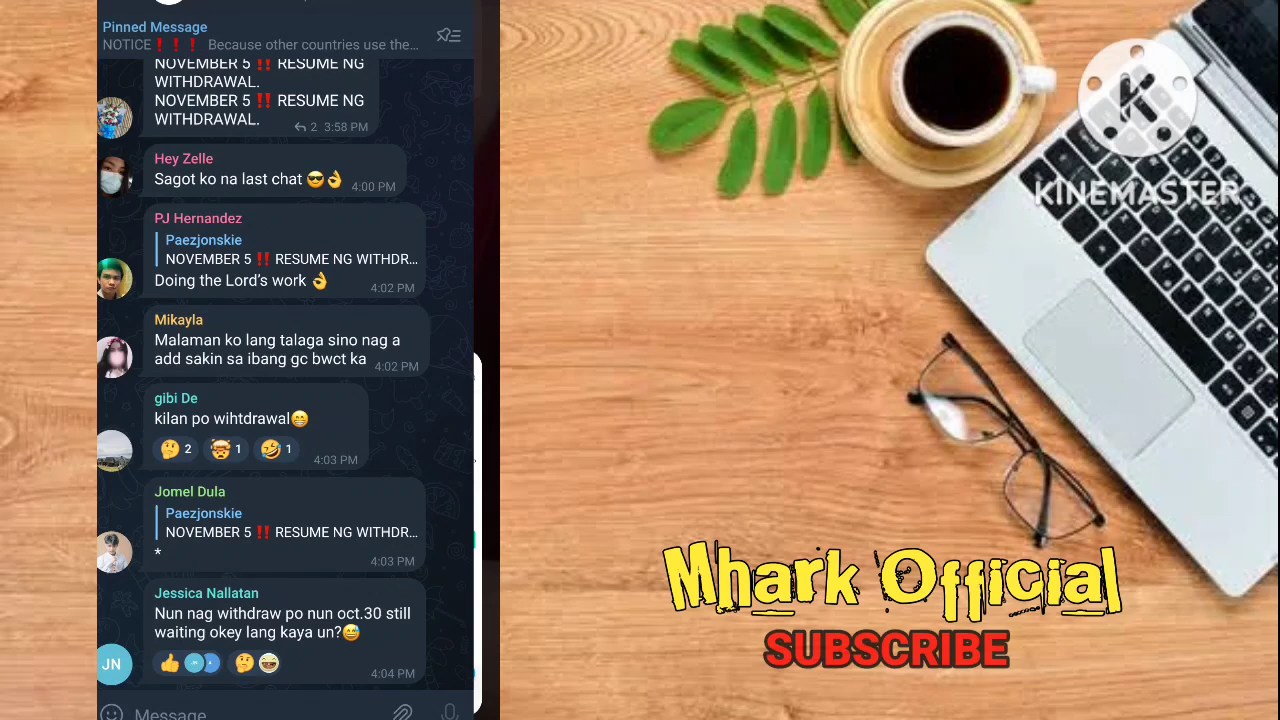 Pinned Message
NOTICE❗❗❗ Because other countries use the...
NOVEMBER 5 ‼️ RESUME NG
WITHDRAWAL.
NOVEMBER 5 ‼️ RESUME NG
WITHDRAWAL.
2 3:58 PM
Hey Zelle
Sagot ko na last chat 😎👌
4:00 PM
PJ Hernandez
Paezjonskie
NOVEMBER 5 ‼️ RESUME NG WITHDR...
Doing the Lord's work 👌
4:02 PM
Mikayla
Malaman ko lang talaga sino nag a
add sakin sa ibang gc bwct ka
4:02 PM
gibi De
kilan po wihtdrawal😁
🤔 2 🤯 1 🤣 1
4:03 PM
Jomel Dula
Paezjonskie
NOVEMBER 5 ‼️ RESUME NG WITHDR...
*
4:03 PM
JN
Jessica Nallatan
Nun nag withdraw po nun oct.30 still
waiting okey lang kaya un?😅
4:04 PM
Message
K
KINEMASTER
Mhark Official
SUBSCRIBE